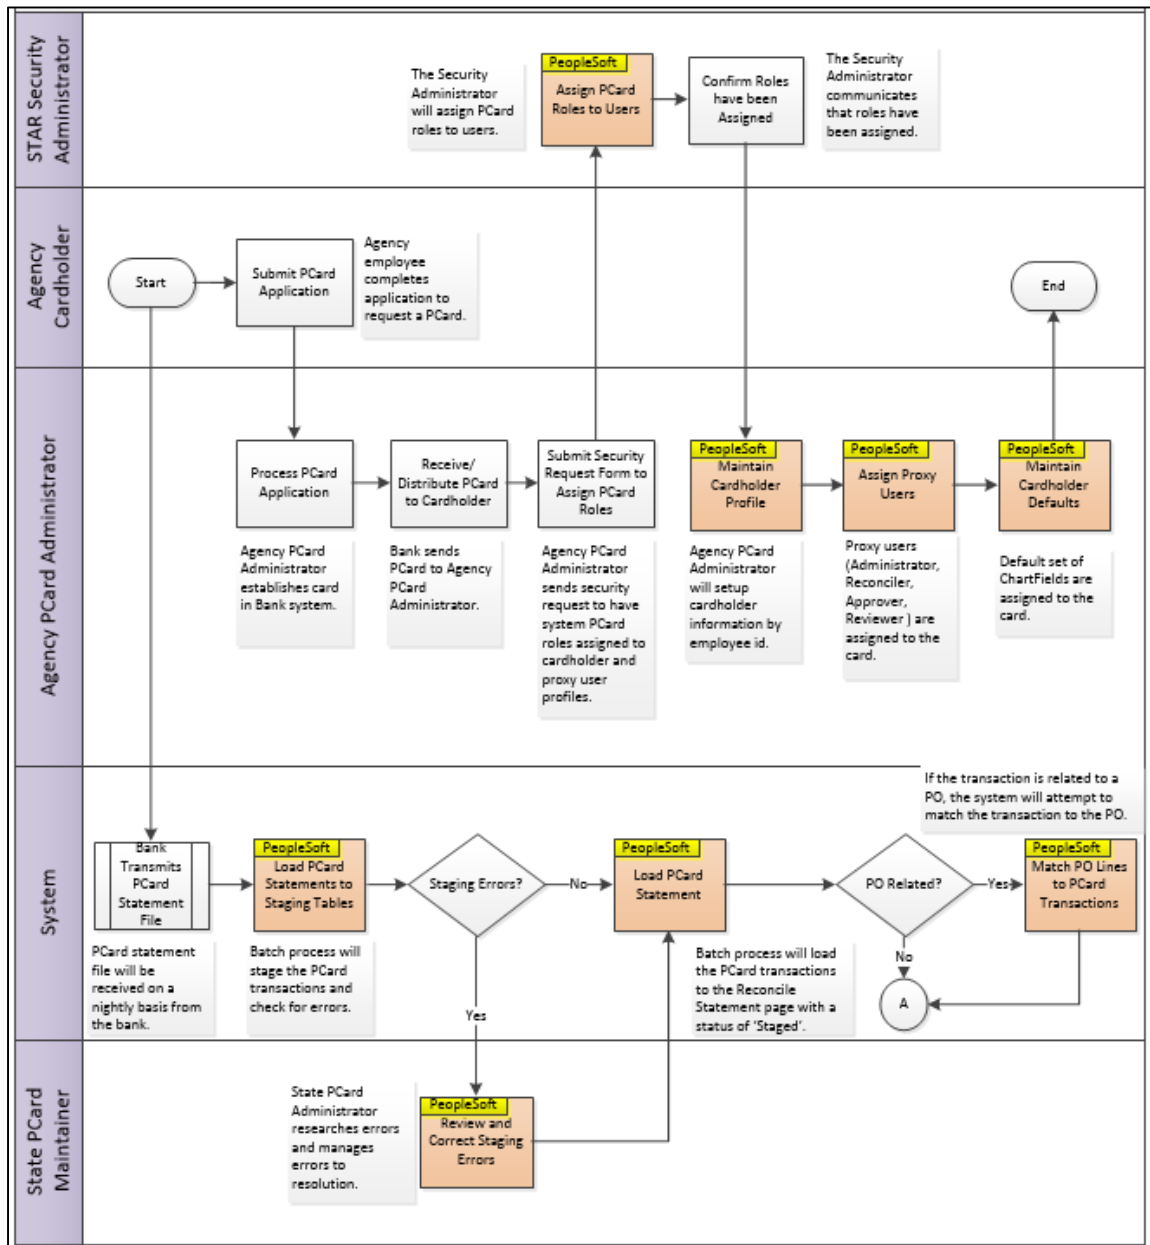 STAR Security
Administrator
The Security
Administrator
will assign PCard
roles to users.
PeopleSoft
Assign PCard
Roles to Users
Confirm Roles
have been
Assigned
The Security
Administrator
communicates
that roles have
been assigned.
Agency
Cardholder
Start
Submit PCard
Application
Agency
employee
completes
application to
request a PCard.
End
Agency PCard Administrator
Process PCard
Application
Agency PCard
Administrator
establishes card
in Bank system.
Receive/
Distribute PCard
to Cardholder
Bank sends
PCard to Agency
PCard
Administrator.
Submit Security
Request Form to
Assign PCard
Roles
Agency PCard
Administrator
sends security
request to have
system PCard
roles assigned to
cardholder and
proxy user
profiles.
PeopleSoft
Maintain
Cardholder
Profile
Agency PCard
Administrator
will setup
cardholder
information by
employee id.
PeopleSoft
Assign Proxy
Users
Proxy users
(Administrator,
Reconciler,
Approver,
Reviewer ) are
assigned to the
card.
PeopleSoft
Maintain
Cardholder
Defaults
Default set of
ChartFields are
assigned to the
card.
System
Bank
Transmits
PCard
Statement
File
PCard statement
file will be
received on a
nightly basis from
the bank.
PeopleSoft
Load PCard
Statements to
Staging Tables
Batch process will
stage the PCard
transactions and
check for errors.
Staging Errors?
No
Yes
PeopleSoft
Load PCard
Statement
Batch process will load
the PCard transactions
to the Reconcile
Statement page with a
status of 'Staged'.
PO Related?
Yes
No
A
If the transaction is related to a
PO, the system will attempt to
match the transaction to the PO.
PeopleSoft
Match PO Lines
to PCard
Transactions
State PCard
Maintainer
State PCard
Administrator
researches errors
and manages
errors to
resolution.
PeopleSoft
Review and
Correct Staging
Errors